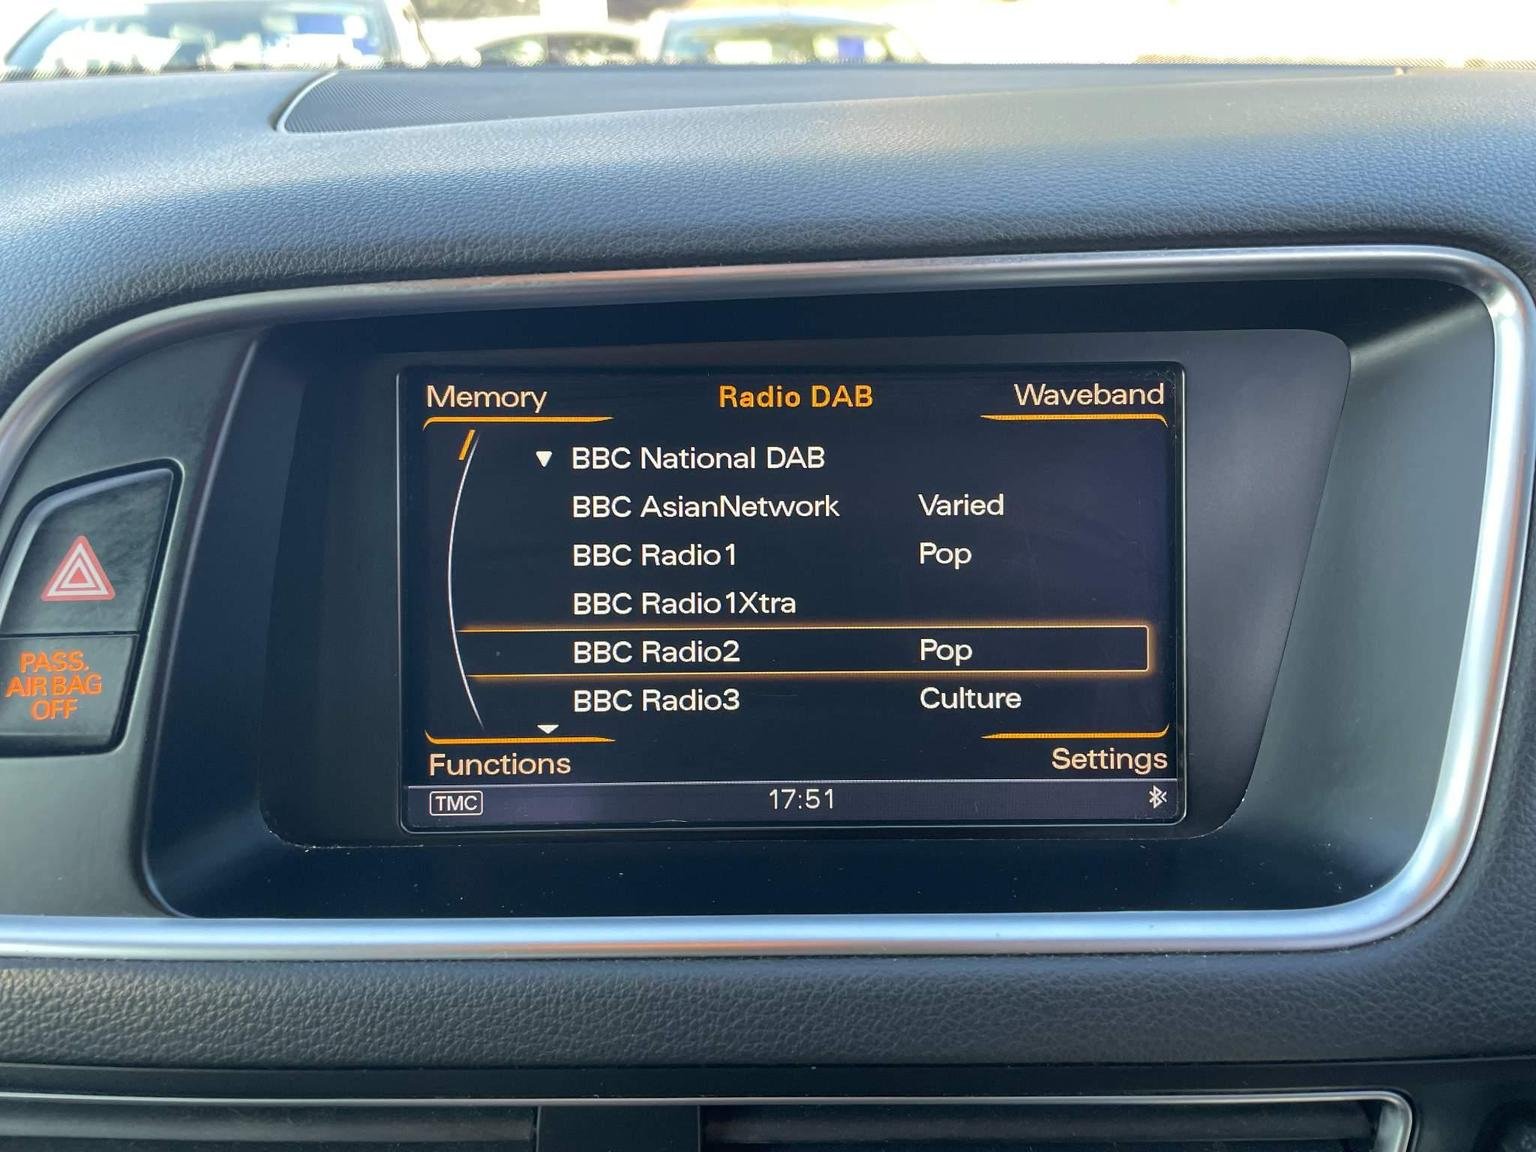 Memory Radio DAB Waveband
BBC National DAB
BBC AsianNetwork Varied
BBC Radio1 Pop
BBC Radio1Xtra
BBC Radio2 Pop
BBC Radio3 Culture
Functions Settings
TMC 17:51
PASS.
AIR BAG
OFF